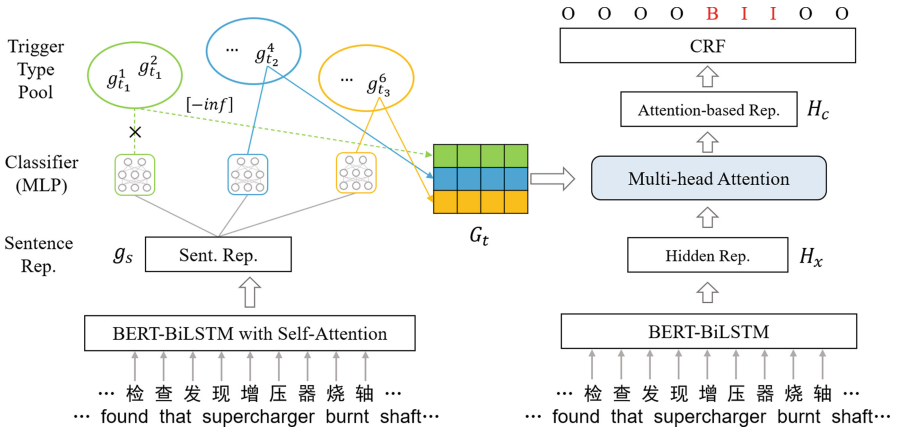 O O O O B I I O O
CRF
Attention-based Rep. H_c
Multi-head Attention
Hidden Rep. H_x
BERT-BiLSTM
··· 检 查 发 现 增 压 器 烧 轴 ···
··· found that supercharger burnt shaft···
Trigger
Type
Pool
g_{t_1}^1 g_{t_1}^2
··· g_{t_2}^4
··· g_{t_3}^6
[−inf]
×
Classifier
(MLP)
G_t
Sentence
Rep.
g_s Sent. Rep.
BERT-BiLSTM with Self-Attention
··· 检 查 发 现 增 压 器 烧 轴 ···
··· found that supercharger burnt shaft···